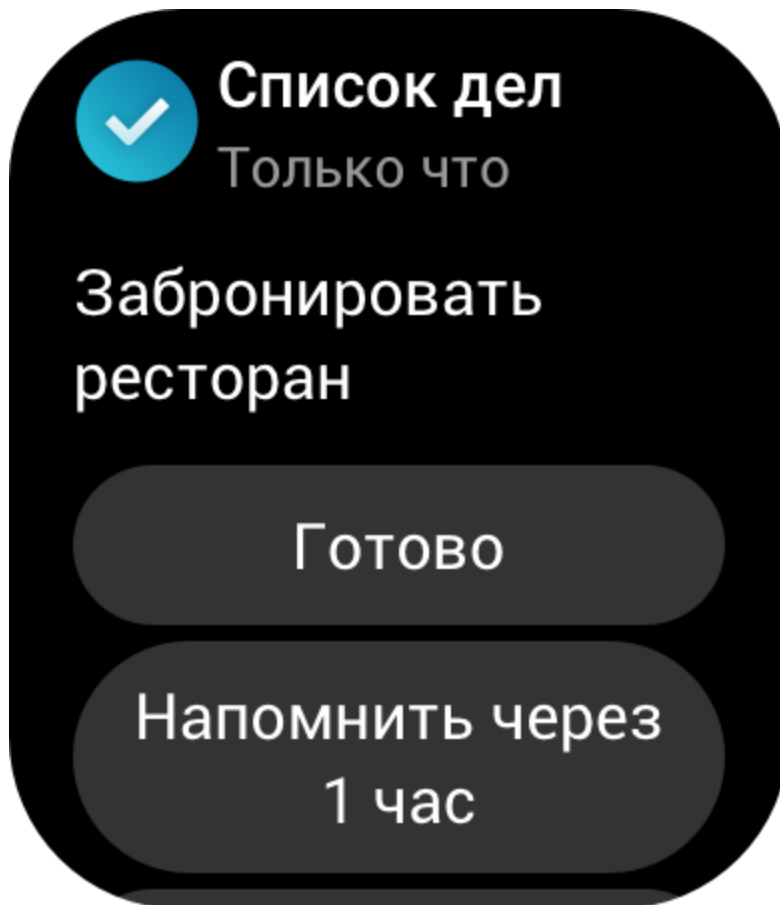 Список дел
Только что
Забронировать
ресторан
Готово
Напомнить через
1 час